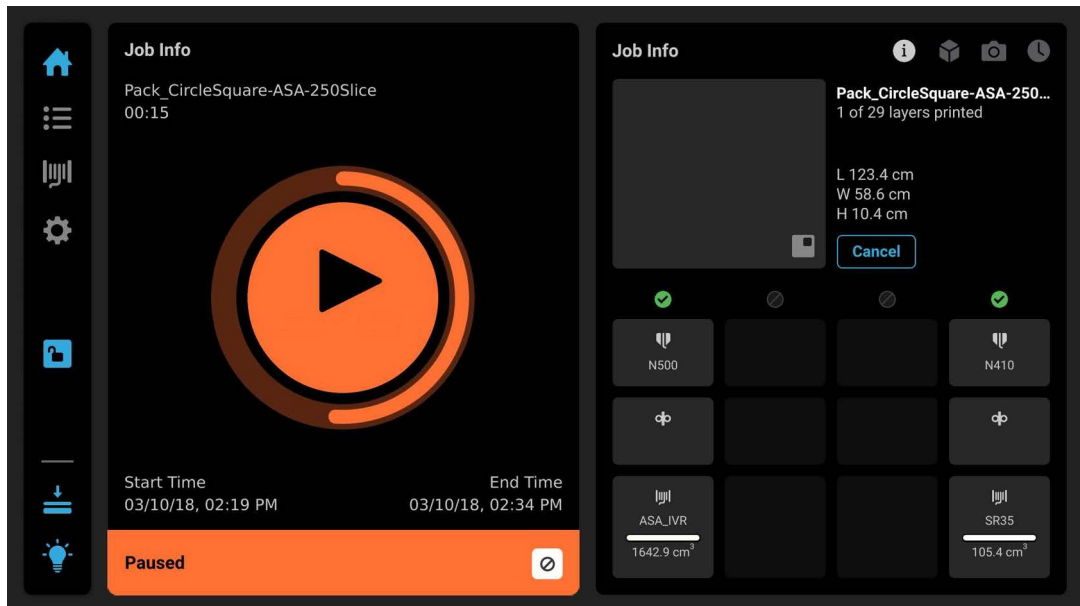 Job Info
Pack_CircleSquare-ASA-250Slice
00:15
Start Time
03/10/18, 02:19 PM
End Time
03/10/18, 02:34 PM
Paused
Job Info
Pack_CircleSquare-ASA-250...
1 of 29 layers printed
L 123.4 cm
W 58.6 cm
H 10.4 cm
Cancel
N500
N410
ASA_IVR
1642.9 cm³
SR35
105.4 cm³